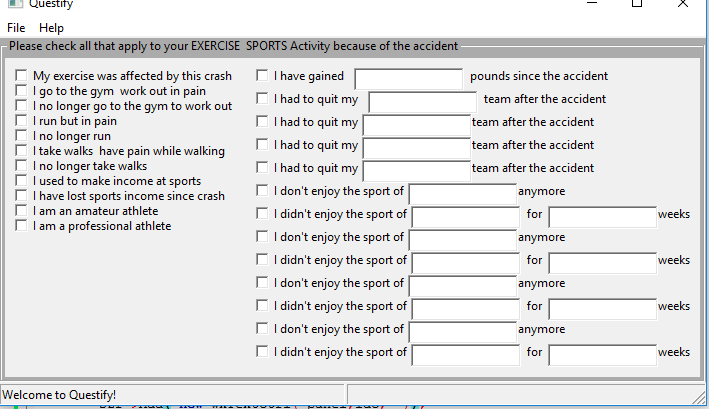 Questify
File Help
Please check all that apply to your EXERCISE SPORTS Activity because of the accident
My exercise was affected by this crash
I go to the gym work out in pain
I no longer go to the gym to work out
I run but in pain
I no longer run
I take walks have pain while walking
I no longer take walks
I used to make income at sports
I have lost sports income since crash
I am an amateur athlete
I am a professional athlete
I have gained pounds since the accident
I had to quit my team after the accident
I had to quit my team after the accident
I had to quit my team after the accident
I had to quit my team after the accident
I don't enjoy the sport of anymore
I didn't enjoy the sport of for weeks
I don't enjoy the sport of anymore
I didn't enjoy the sport of for weeks
I don't enjoy the sport of anymore
I didn't enjoy the sport of for weeks
I don't enjoy the sport of anymore
I didn't enjoy the sport of for weeks
Welcome to Questify!